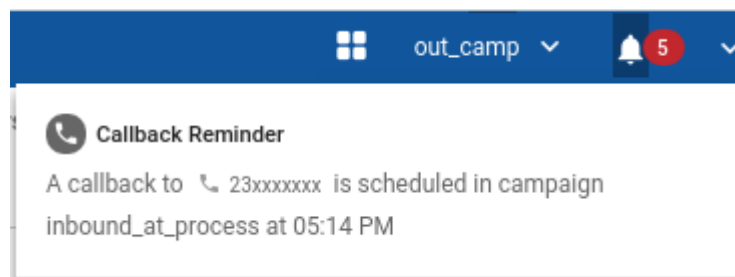 out_camp
5
Callback Reminder
A callback to 23xxxxxxx is scheduled in campaign
inbound_at_process at 05:14 PM